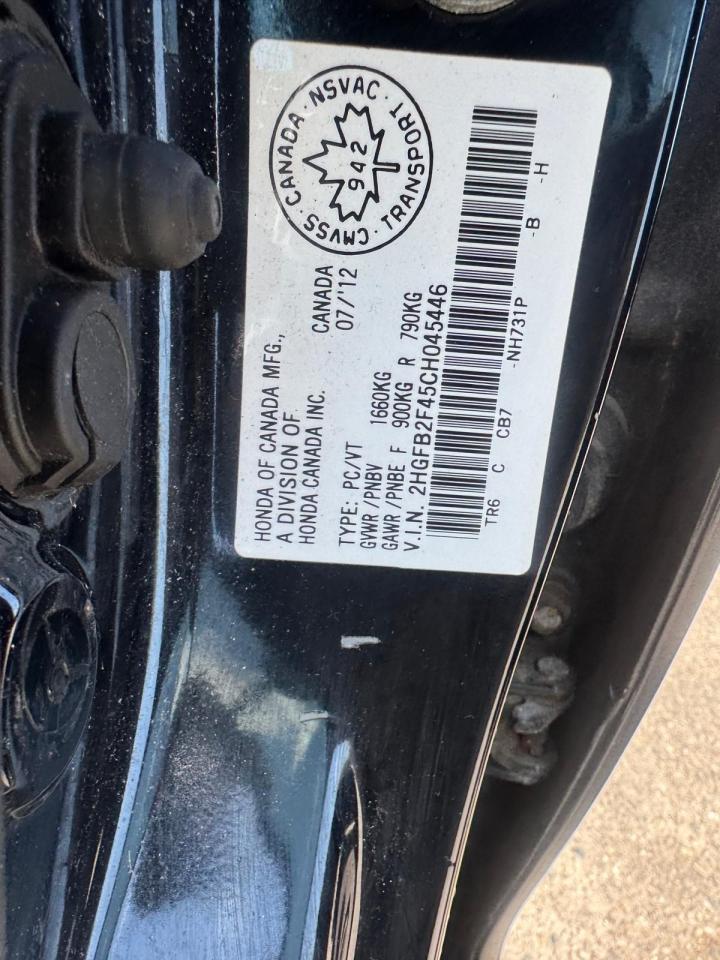 HONDA OF CANADA MFG.,
A DIVISION OF
HONDA CANADA INC.
CANADA
07/'12
TYPE: PC/VT
GVWR /PNBV 1660KG
GAWR /PNBE F 900KG R 790KG
V.I.N. 2HGFB2F45CH045446
TR6 C CB7 -NH731P -B -H
CMVSS · CANADA · NSVAC · TRANSPORT ·
942